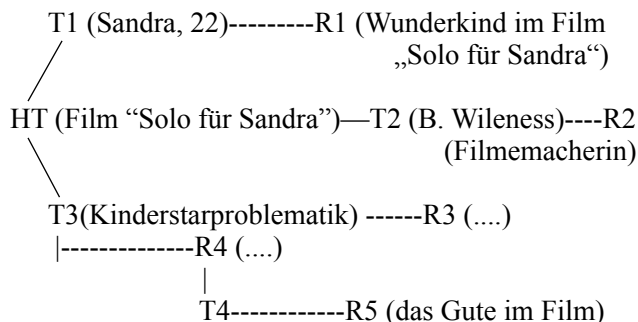 T1 (Sandra, 22)---------R1 (Wunderkind im Film
„Solo für Sandra“)
HT (Film “Solo für Sandra”)—T2 (B. Wileness)----R2
(Filmemacherin)
T3(Kinderstarproblematik) ------R3 (....)
|--------------R4 (....)
|
T4------------R5 (das Gute im Film)